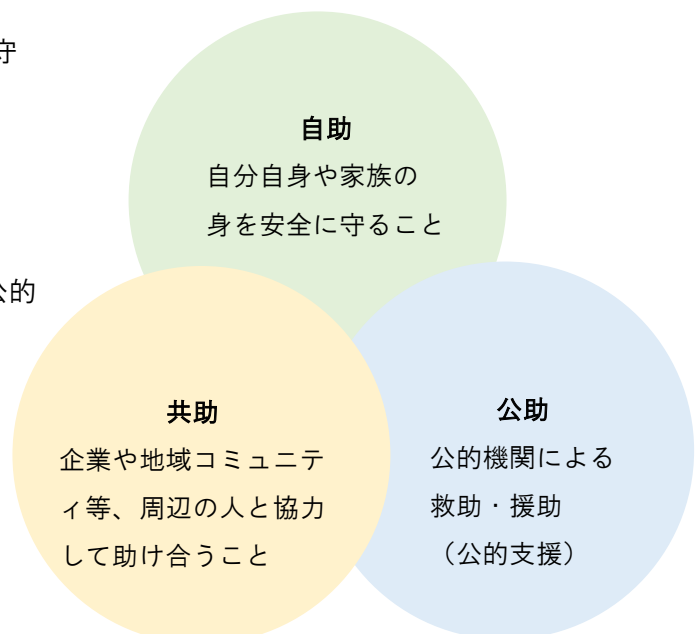 守
公的
自助
自分自身や家族の
身を安全に守ること
共助
企業や地域コミュニテ
ィ等、周辺の人と協力
して助け合うこと
公助
公的機関による
救助・援助
（公的支援）